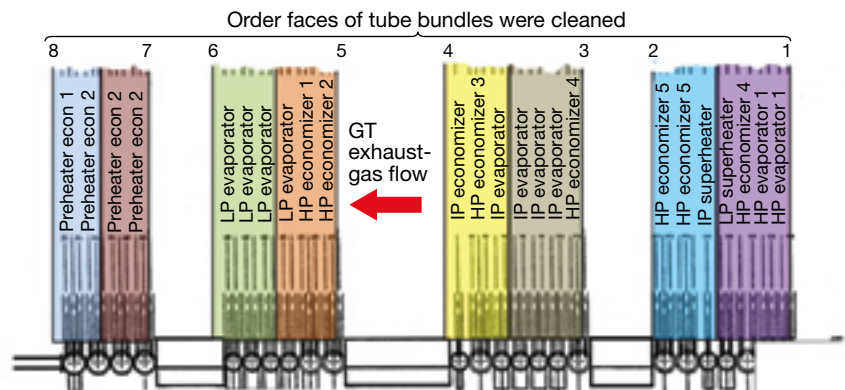 Order faces of tube bundles were cleaned
8 7 6 5 4 3 2 1
Preheater econ 1
Preheater econ 2
Preheater econ 2
Preheater econ 2
LP evaporator
LP evaporator
LP evaporator
LP evaporator
HP economizer 1
HP economizer 2
GT
exhaust-
gas flow
IP economizer
HP economizer 3
IP evaporator
IP evaporator
IP evaporator
IP evaporator
HP economizer 4
HP economizer 5
HP economizer 5
IP superheater
LP superheater
HP economizer 4
HP evaporator 1
HP evaporator 1